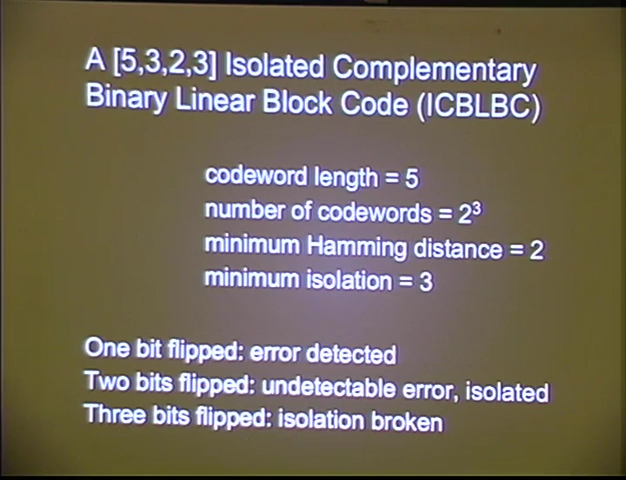 A [5,3,2,3] Isolated Complementary
Binary Linear Block Code (ICBLBC)
codeword length = 5
number of codewords = 2³
minimum Hamming distance = 2
minimum isolation = 3
One bit flipped: error detected
Two bits flipped: undetectable error, isolated
Three bits flipped: isolation broken